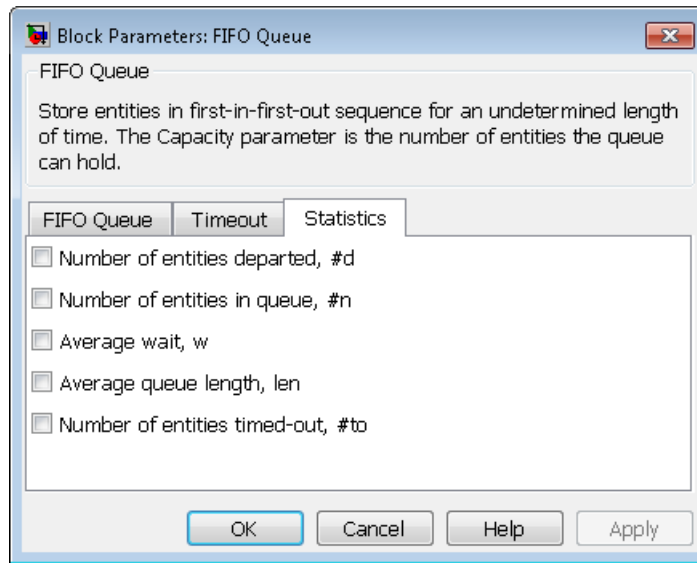 Block Parameters: FIFO Queue
FIFO Queue
Store entities in first-in-first-out sequence for an undetermined length
of time. The Capacity parameter is the number of entities the queue
can hold.
FIFO Queue Timeout Statistics
Number of entities departed, #d
Number of entities in queue, #n
Average wait, w
Average queue length, len
Number of entities timed-out, #to
OK Cancel Help Apply